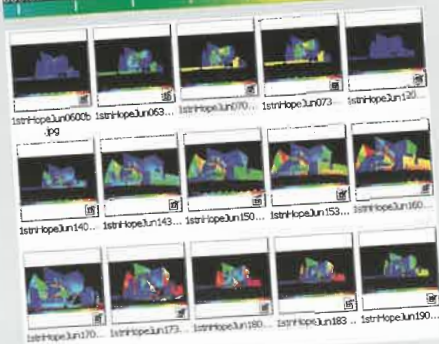 1stnHopeJun0600b
.jpg
1stnHopeJun063...
1stnHopeJun070...
1stnHopeJun073...
1stnHopeJun120...
1stnHopeJun140...
1stnHopeJun143...
1stnHopeJun150...
1stnHopeJun153...
1stnHopeJun160...
1stnHopeJun170...
1stnHopeJun173...
1stnHopeJun180...
1stnHopeJun183...
1stnHopeJun190...